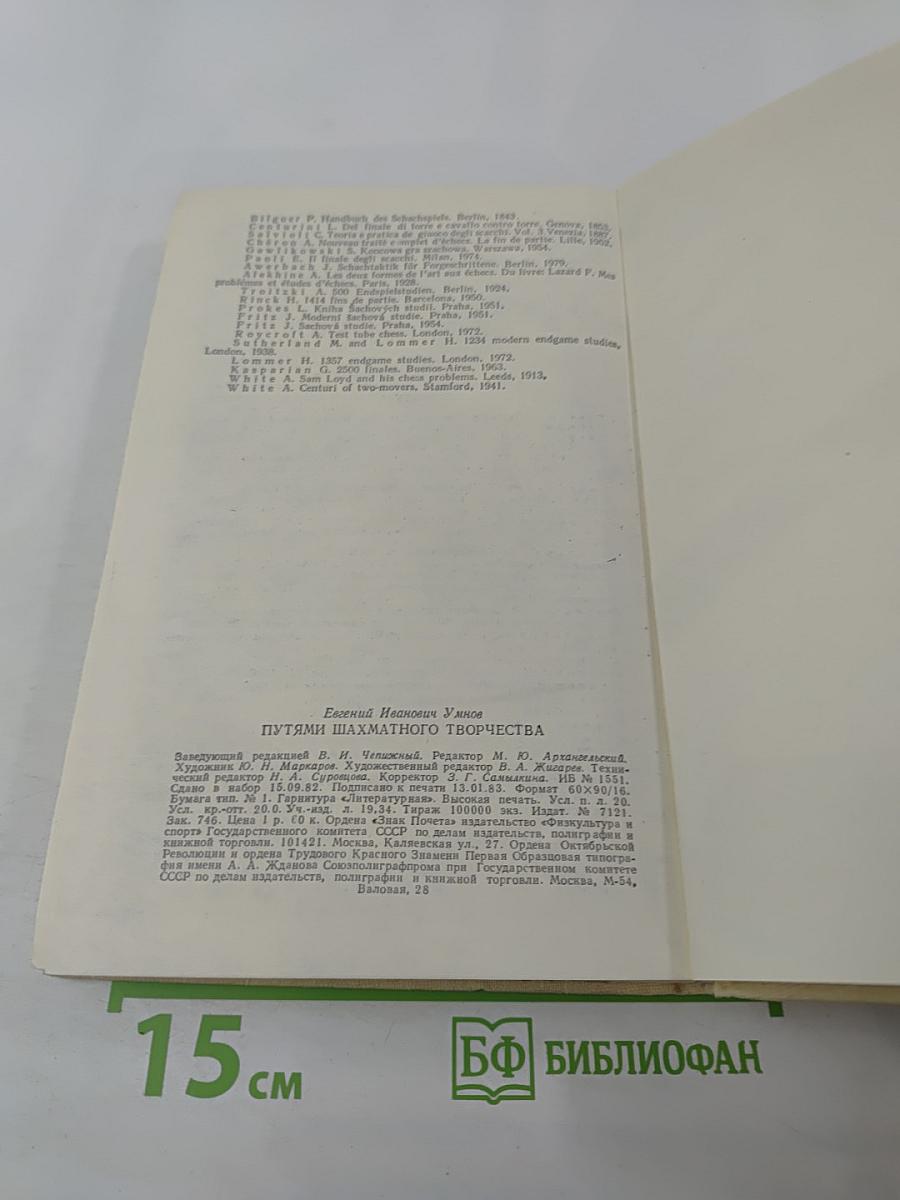 Bilguer P. Handbuch des Schachspiels. Berlin, 1843.
Centurini L. Del finale di torre e cavallo contro torre. Genova, 1853.
Salvioli C. Teoria e pratica de giuoco degli scacchi. Vol. 3. Venezia, 1887.
Chéron A. Nouveau traité complet d'échecs. La fin de partie. Lille, 1952.
Gawlikowski S. Koncowa gra szachowa. Warszawa, 1954.
Paoli E. Il finale degli scacchi. Milan, 1974.
Awerbach J. Schachtaktik für Forgeschrittene. Berlin, 1979.
Alekhine A. Les deux formes de l'art aux échecs. Du livre: Lazard F. Mes
problèmes et études d'échecs. Paris, 1928.
Troitzki A. 500 Endspielstudien. Berlin, 1924.
Rinck H. 1414 fins de partie. Barcelona, 1950.
Prokes L. Kniha Šachových studií. Praha, 1951.
Fritz J. Moderní šachová studie. Praha, 1951.
Fritz J. Šachová studie. Praha, 1954.
Roycroft A. Test tube chess. London, 1972.
Sutherland M. and Lommer H. 1234 modern endgame studies,
London, 1938.
Lommer H. 1357 endgame studies. London, 1972.
Kasparian G. 2500 finales. Buenos-Aires, 1963.
White A. Sam Loyd and his chess problems. Leeds, 1913.
White A. Centuri of two-movers. Stamford, 1941.
Евгений Иванович Умнов
ПУТЯМИ ШАХМАТНОГО ТВОРЧЕСТВА
Заведующий редакцией В. И. Чепижный. Редактор М. Ю. Архангельский.
Художник Ю. Н. Маркаров. Художественный редактор В. А. Жигарев. Техни-
ческий редактор Н. А. Суровцова. Корректор З. Г. Самылкина. ИБ № 1551.
Сдано в набор 15.09.82. Подписано к печати 13.01.83. Формат 60×90/16.
Бумага тип. № 1. Гарнитура «Литературная». Высокая печать. Усл. п. л. 20.
Усл. кр.-отт. 20.0. Уч.-изд. л. 19,34. Тираж 100000 экз. Издат. № 7121.
Зак. 746. Цена 1 р. 60 к. Ордена «Знак Почета» издательство «Физкультура и
спорт» Государственного комитета СССР по делам издательств, полиграфии и
книжной торговли. 101421. Москва, Каляевская ул., 27. Ордена Октябрьской
Революции и ордена Трудового Красного Знамени Первая Образцовая типогра-
фия имени А. А. Жданова Союзполиграфпрома при Государственном комитете
СССР по делам издательств, полиграфии и книжной торговли. Москва, М-54,
Валовая, 28
15 см
БФ БИБЛИОФАН